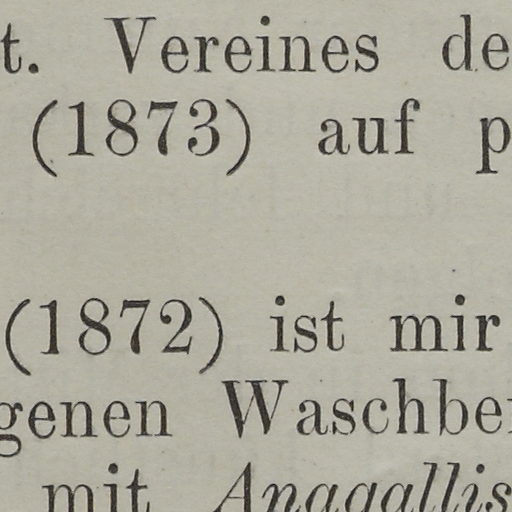 t. Vereines de
(1873) auf p
(1872) ist mir
genen Waschbe
mit Anagallis